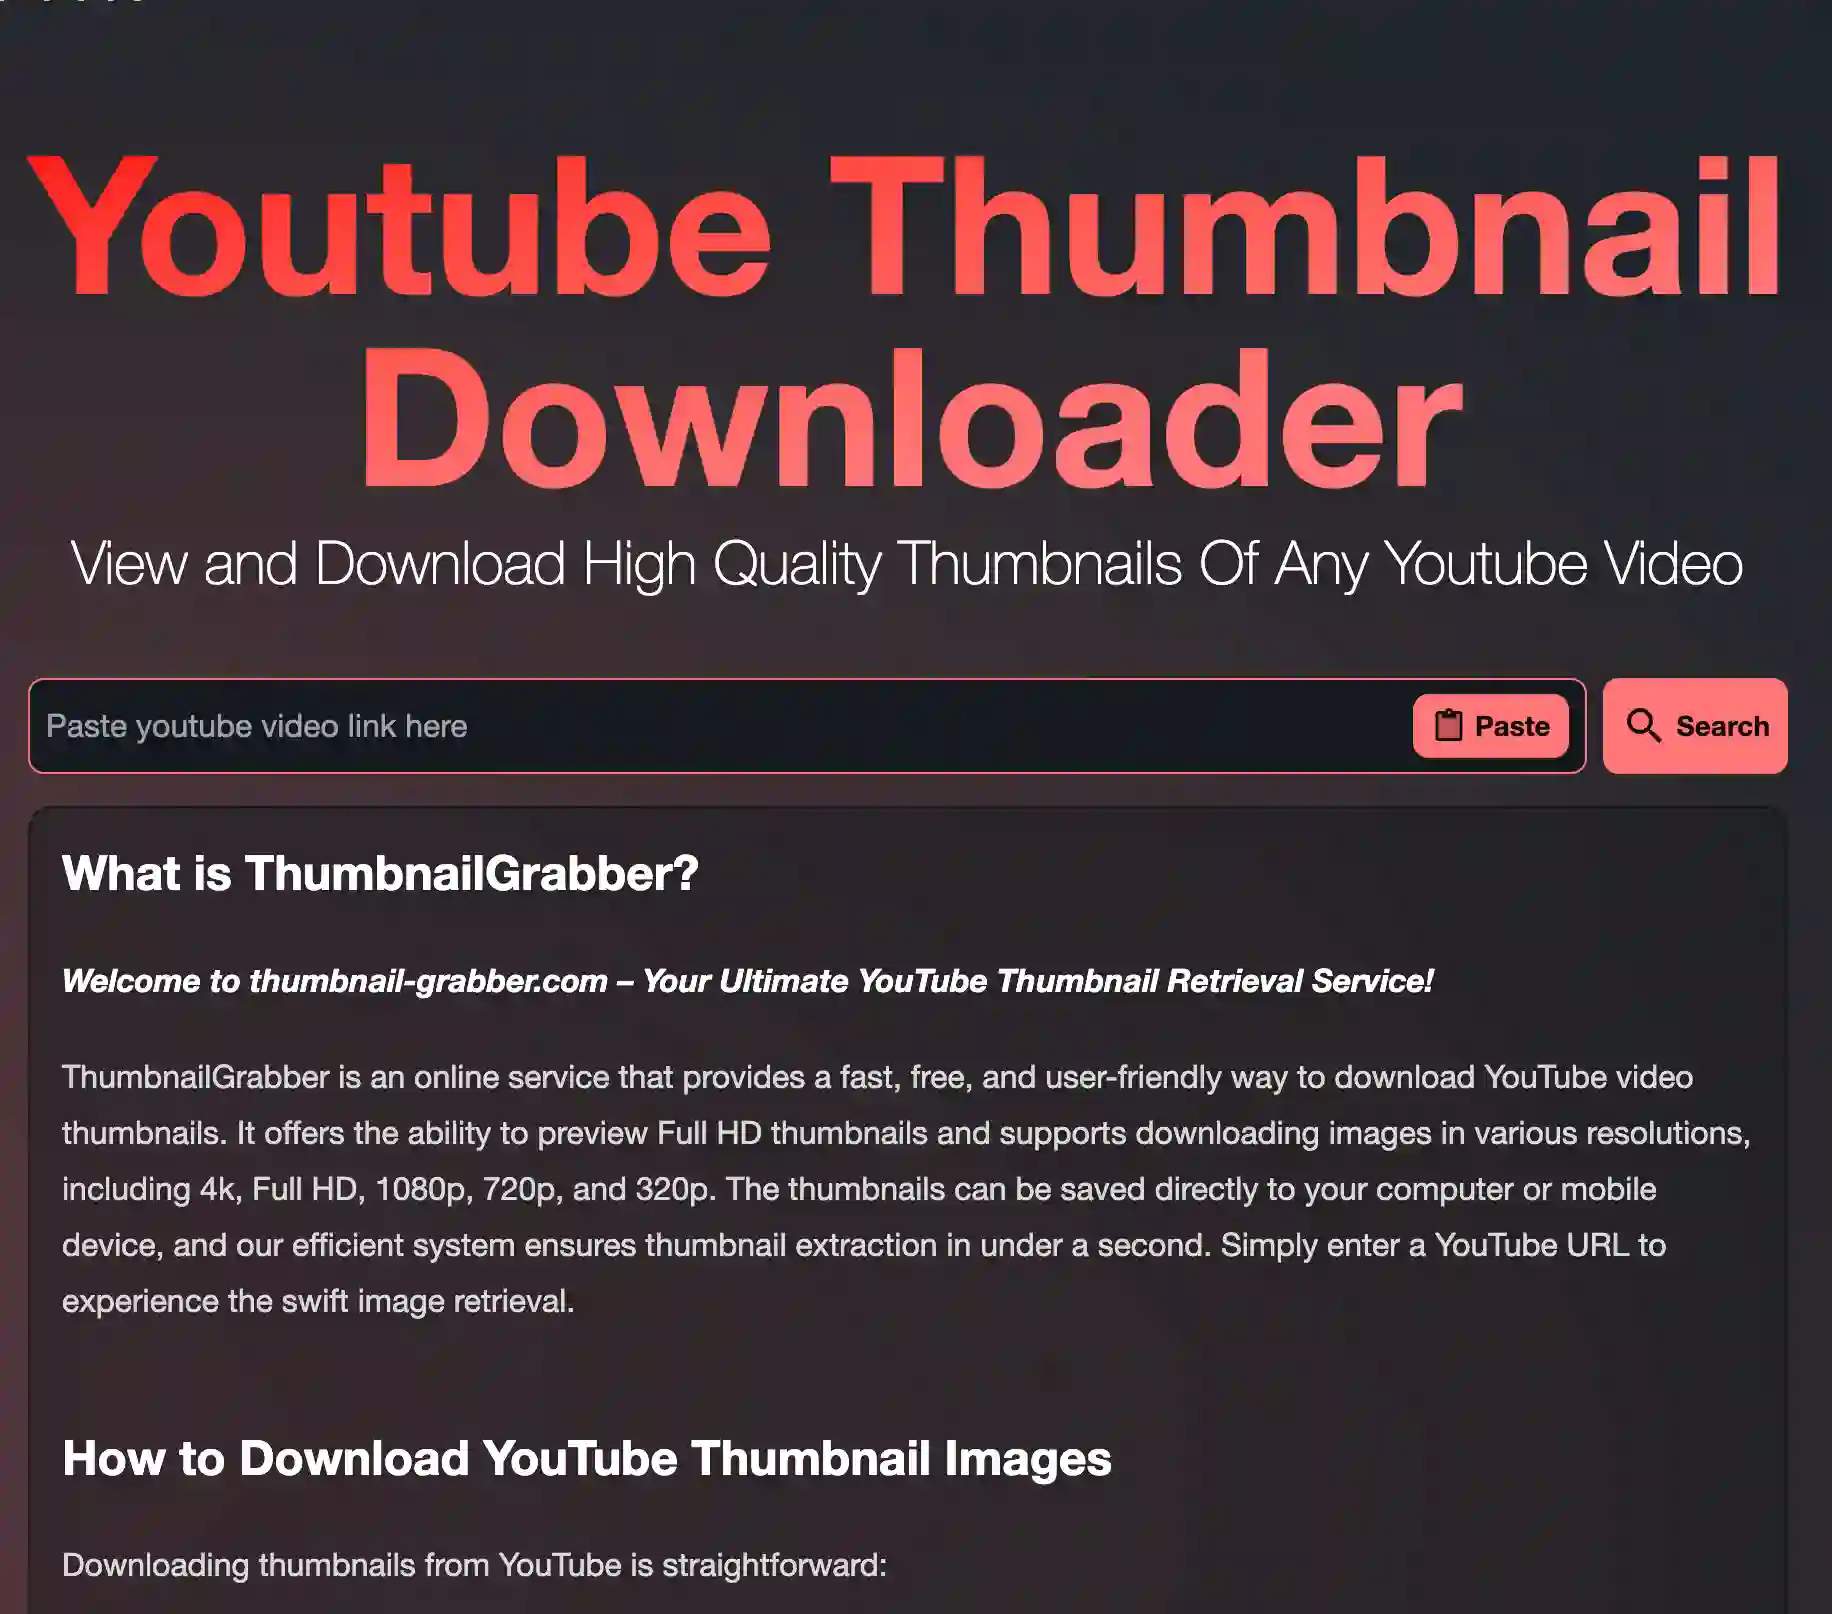 Youtube Thumbnail
Downloader
View and Download High Quality Thumbnails Of Any Youtube Video
Paste youtube video link here
Paste
Search
What is ThumbnailGrabber?
Welcome to thumbnail-grabber.com – Your Ultimate YouTube Thumbnail Retrieval Service!
ThumbnailGrabber is an online service that provides a fast, free, and user-friendly way to download YouTube video
thumbnails. It offers the ability to preview Full HD thumbnails and supports downloading images in various resolutions,
including 4k, Full HD, 1080p, 720p, and 320p. The thumbnails can be saved directly to your computer or mobile
device, and our efficient system ensures thumbnail extraction in under a second. Simply enter a YouTube URL to
experience the swift image retrieval.
How to Download YouTube Thumbnail Images
Downloading thumbnails from YouTube is straightforward: